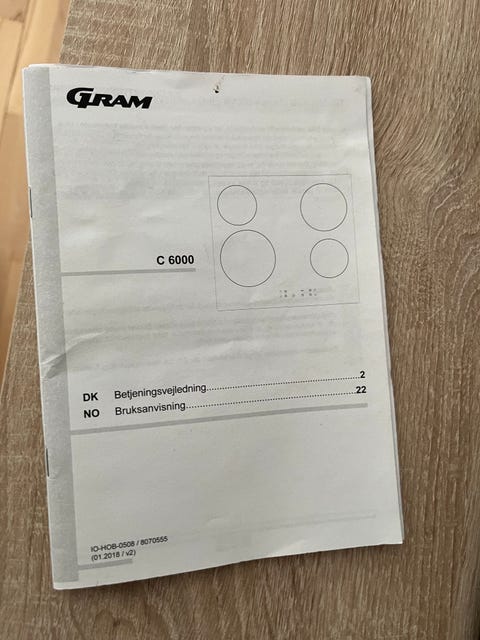 GRAM
C 6000
DK Betjeningsvejledning 2
NO Bruksanvisning 22
IO-HOB-0508 / 8070555
(01.2018 / v2)